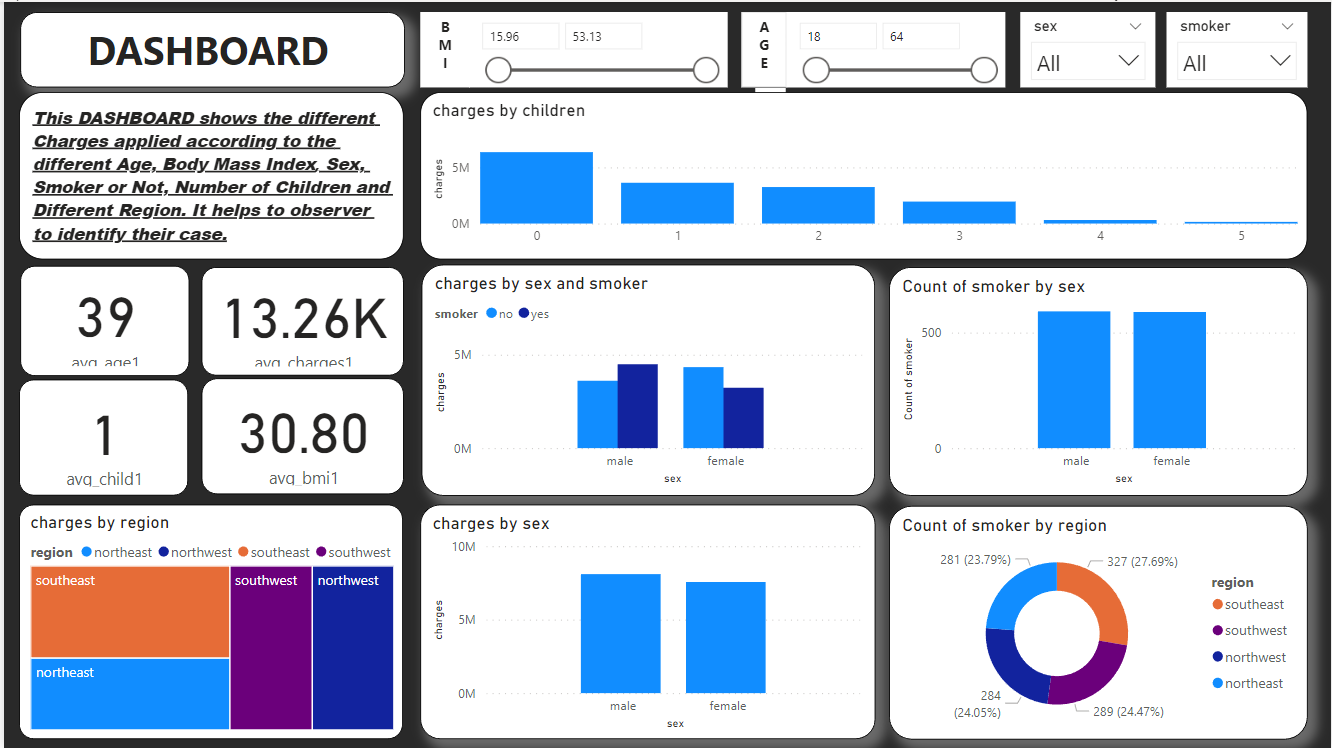 DASHBOARD
B
M
I
15.96 53.13
A
G
E
18 64
sex
All
smoker
All
This DASHBOARD shows the different
Charges applied according to the
different Age, Body Mass Index, Sex,
Smoker or Not, Number of Children and
Different Region. It helps to observer
to identify their case.
charges by children
charges
5M
0M
0 1 2 3 4 5
39
avg_age1
13.26K
avg_charges1
1
avg_child1
30.80
avg_bmi1
charges by sex and smoker
smoker no yes
charges
5M
0M
male female
sex
Count of smoker by sex
Count of smoker
500
0
male female
sex
charges by region
region northeast northwest southeast southwest
southeast
southwest
northwest
northeast
charges by sex
charges
10M
5M
0M
male female
sex
Count of smoker by region
281 (23.79%)
327 (27.69%)
284
(24.05%)
289 (24.47%)
region
southeast
southwest
northwest
northeast